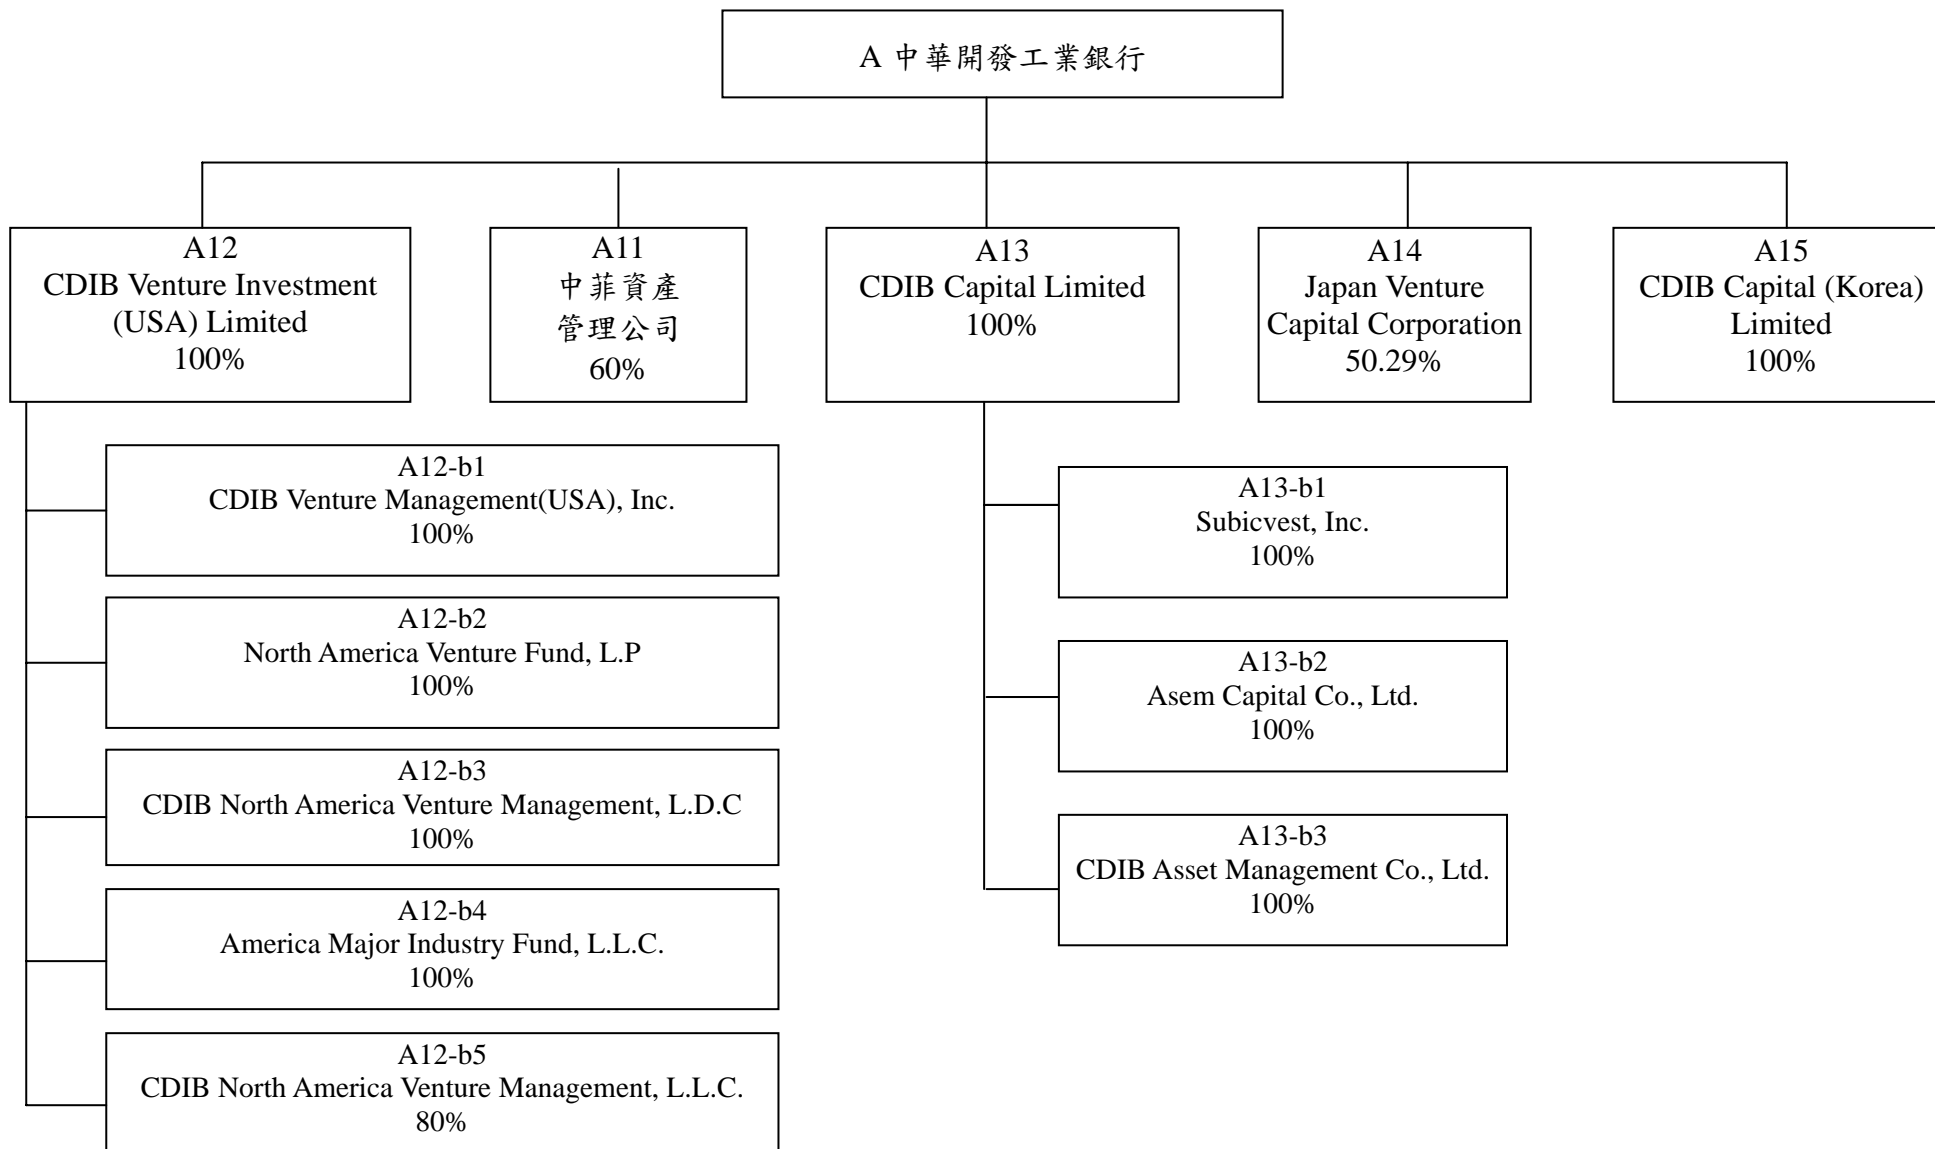 A 中華開發工業銀行
A12
CDIB Venture Investment
(USA) Limited
100%
A11
中菲資產
管理公司
60%
A13
CDIB Capital Limited
100%
A14
Japan Venture
Capital Corporation
50.29%
A15
CDIB Capital (Korea)
Limited
100%
A12-b1
CDIB Venture Management(USA), Inc.
100%
A12-b2
North America Venture Fund, L.P
100%
A12-b3
CDIB North America Venture Management, L.D.C
100%
A12-b4
America Major Industry Fund, L.L.C.
100%
A12-b5
CDIB North America Venture Management, L.L.C.
80%
A13-b1
Subicvest, Inc.
100%
A13-b2
Asem Capital Co., Ltd.
100%
A13-b3
CDIB Asset Management Co., Ltd.
100%